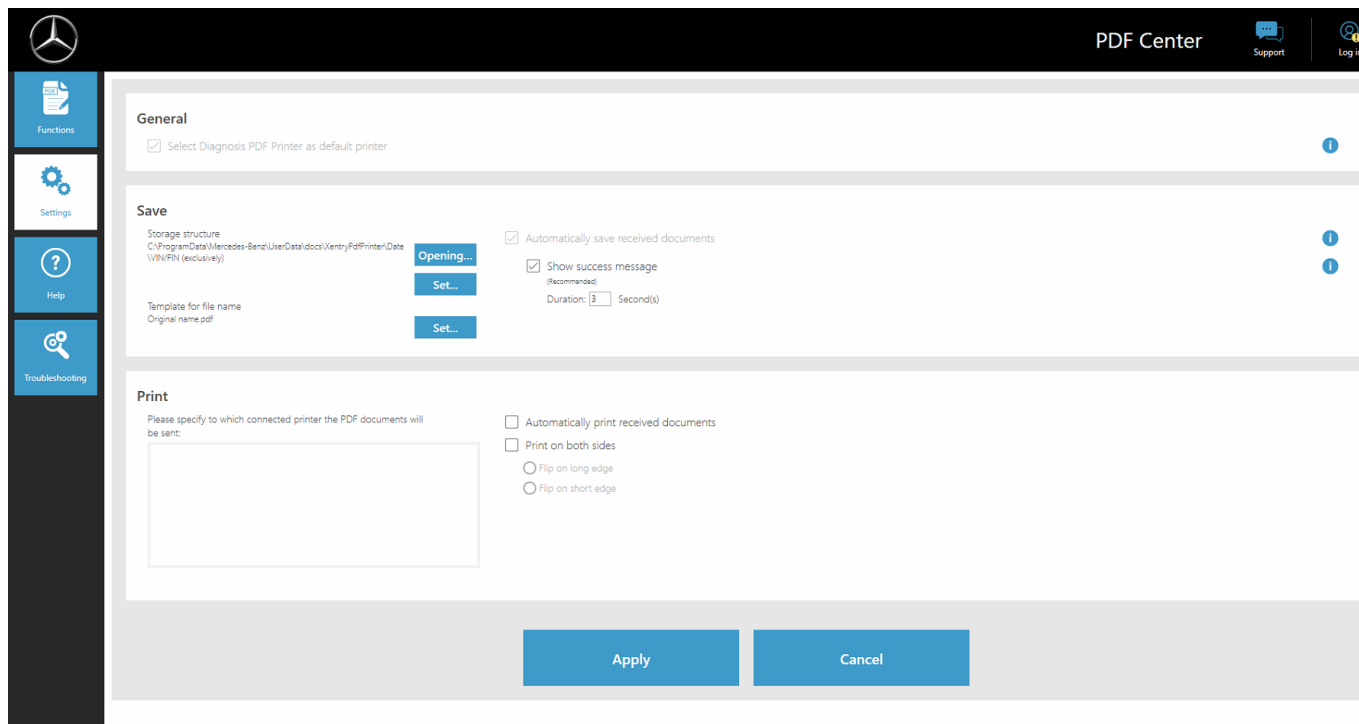 PDF Center
Support
Log in
PDF
Functions
Settings
Help
Troubleshooting
General
Select Diagnosis PDF Printer as default printer
Save
Storage structure
C:\ProgramData\Mercedes-Benz\UserData\docs\XentryPdfPrinter\Date
\VIN/FIN (exclusively)
Opening...
Set...
Template for file name
Original name.pdf
Set...
Automatically save received documents
Show success message
(Recommended)
Duration: 3 Second(s)
Print
Please specify to which connected printer the PDF documents will
be sent:
Automatically print received documents
Print on both sides
Flip on long edge
Flip on short edge
Apply
Cancel